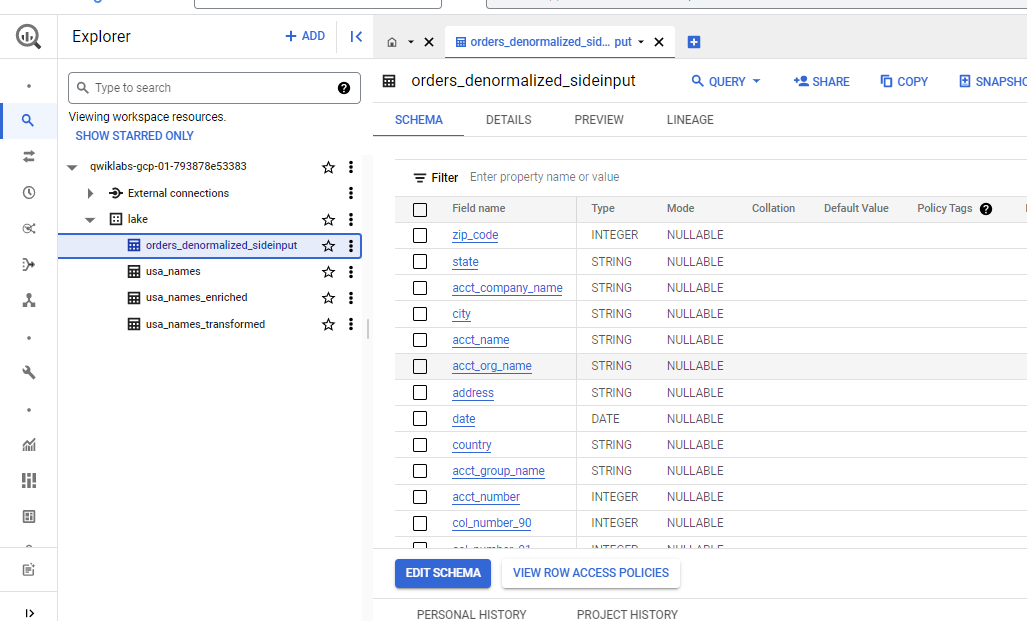 Explorer
+ ADD
Type to search
Viewing workspace resources.
SHOW STARRED ONLY
qwiklabs-gcp-01-793878e53383
External connections
lake
orders_denormalized_sideinput
usa_names
usa_names_enriched
usa_names_transformed
orders_denormalized_sid... put
orders_denormalized_sideinput
QUERY
SHARE
COPY
SNAPSHO
SCHEMA DETAILS PREVIEW LINEAGE
Filter Enter property name or value
Field name Type Mode Collation Default Value Policy Tags
zip_code INTEGER NULLABLE
state STRING NULLABLE
acct_company_name STRING NULLABLE
city STRING NULLABLE
acct_name STRING NULLABLE
acct_org_name STRING NULLABLE
address STRING NULLABLE
date DATE NULLABLE
country STRING NULLABLE
acct_group_name STRING NULLABLE
acct_number INTEGER NULLABLE
col_number_90 INTEGER NULLABLE
col_number_91 INTEGER NULLABLE
EDIT SCHEMA
VIEW ROW ACCESS POLICIES
PERSONAL HISTORY PROJECT HISTORY